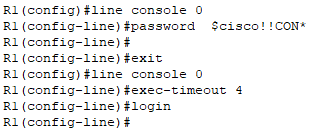 R1(config)#line console 0
R1(config-line)#password  $cisco!!CON*
R1(config-line)#
R1(config-line)#exit
R1(config)#line console 0
R1(config-line)#exec-timeout 4
R1(config-line)#login
R1(config-line)#